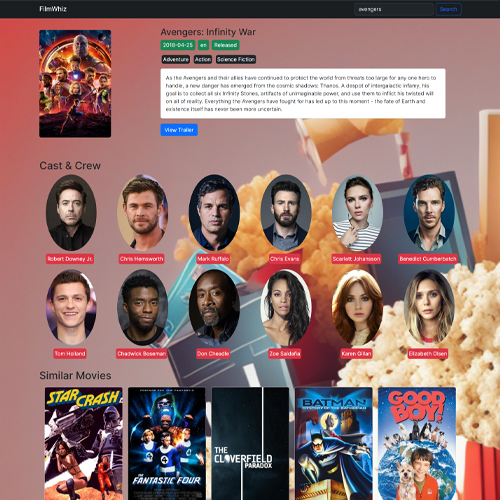 FilmWhiz
avengers
Search
Avengers: Infinity War
2018-04-25
en
Released
Adventure
Action
Science Fiction
As the Avengers and their allies have continued to protect the world from threats too large for any one hero to
handle, a new danger has emerged from the cosmic shadows: Thanos. A despot of intergalactic infamy, his
goal is to collect all six Infinity Stones, artifacts of unimaginable power, and use them to inflict his twisted will
on all of reality. Everything the Avengers have fought for has led up to this moment - the fate of Earth and
existence itself has never been more uncertain.
View Trailer
Cast & Crew
Robert Downey Jr.
Chris Hemsworth
Mark Ruffalo
Chris Evans
Scarlett Johansson
Benedict Cumberbatch
Tom Holland
Chadwick Boseman
Don Cheadle
Zoe Saldaña
Karen Gillan
Elizabeth Olsen
Similar Movies
STAR CRASH
THE
FANTASTIC FOUR
THE
CLOVERFIELD
PARADOX
BATMAN
MYSTERY OF THE BATWOMAN
GOOD
BOY!